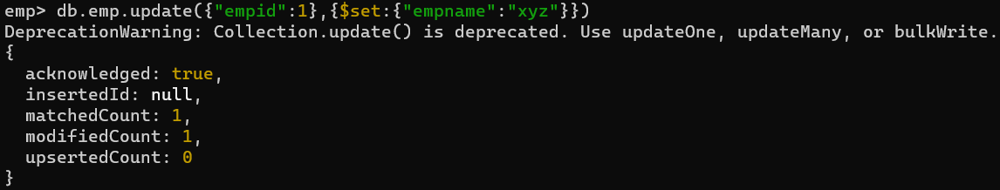 emp> db.emp.update({"empid":1},{$set:{"empname":"xyz"}})
DeprecationWarning: Collection.update() is deprecated. Use updateOne, updateMany, or bulkWrite.
{
  acknowledged: true,
  insertedId: null,
  matchedCount: 1,
  modifiedCount: 1,
  upsertedCount: 0
}